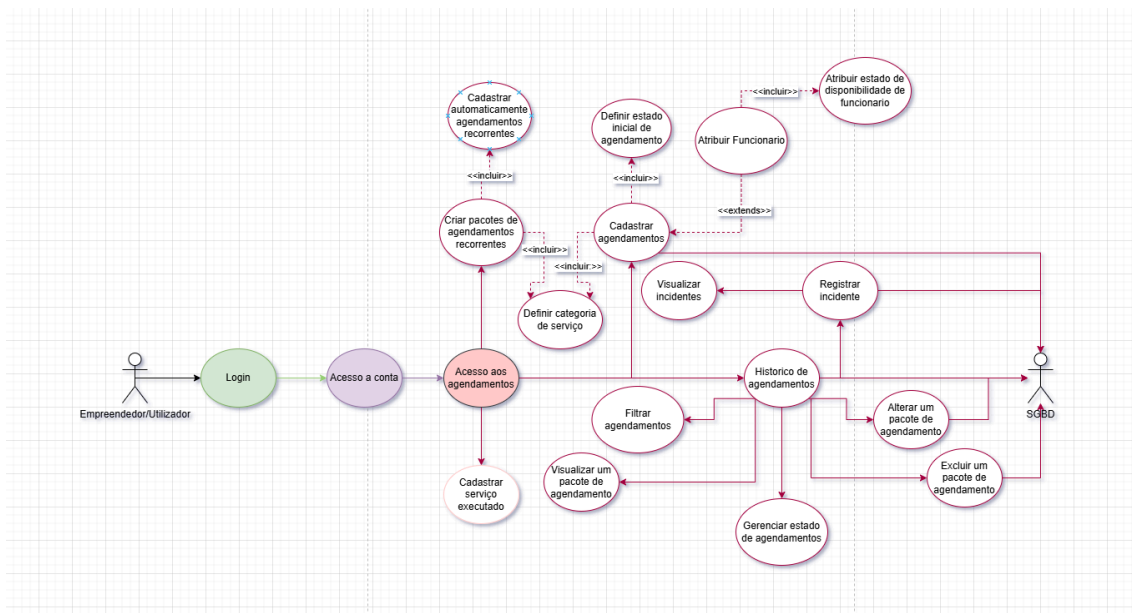 Cadastrar
automaticamente
agendamentos
recorrentes
<<incluir>>
Criar pacotes de
agendamentos
recorrentes
<<incluir>>
Definir estado
inicial de
agendamento
<<incluir>>
Atribuir Funcionario
<<incluir>>
Atribuir estado de
disponibilidade de
funcionario
<<extends>>
Cadastrar
agendamentos
<<incluir:>>
Definir categoria
de serviço
Visualizar
incidentes
Registrar
incidente
Empreendedor/Utilizador
Login
Acesso a conta
Acesso aos
agendamentos
Historico de
agendamentos
SGBD
Filtrar
agendamentos
Alterar um
pacote de
agendamento
Visualizar um
pacote de
agendamento
Excluir um
pacote de
agendamento
Cadastrar
serviço
executado
Gerenciar estado
de agendamentos